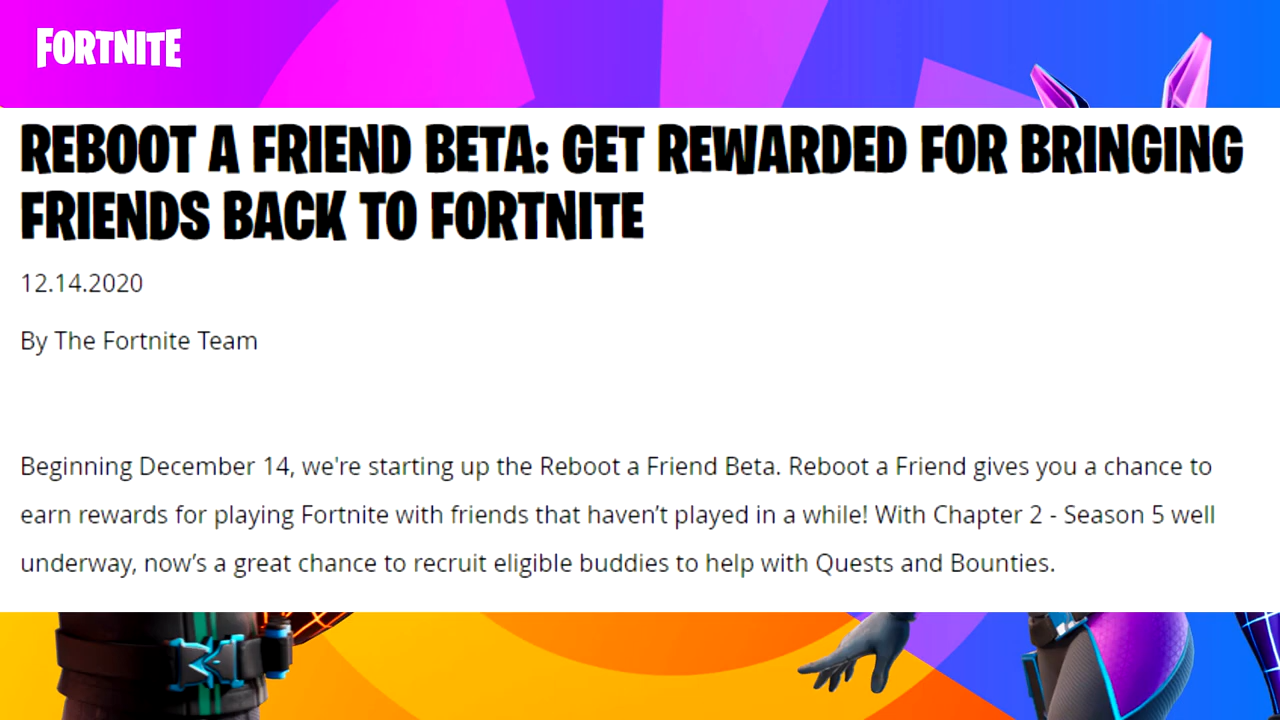 FORTNITE
REBOOT A FRIEND BETA: GET REWARDED FOR BRINGING
FRIENDS BACK TO FORTNITE
12.14.2020
By The Fortnite Team
Beginning December 14, we're starting up the Reboot a Friend Beta. Reboot a Friend gives you a chance to
earn rewards for playing Fortnite with friends that haven’t played in a while! With Chapter 2 - Season 5 well
underway, now’s a great chance to recruit eligible buddies to help with Quests and Bounties.